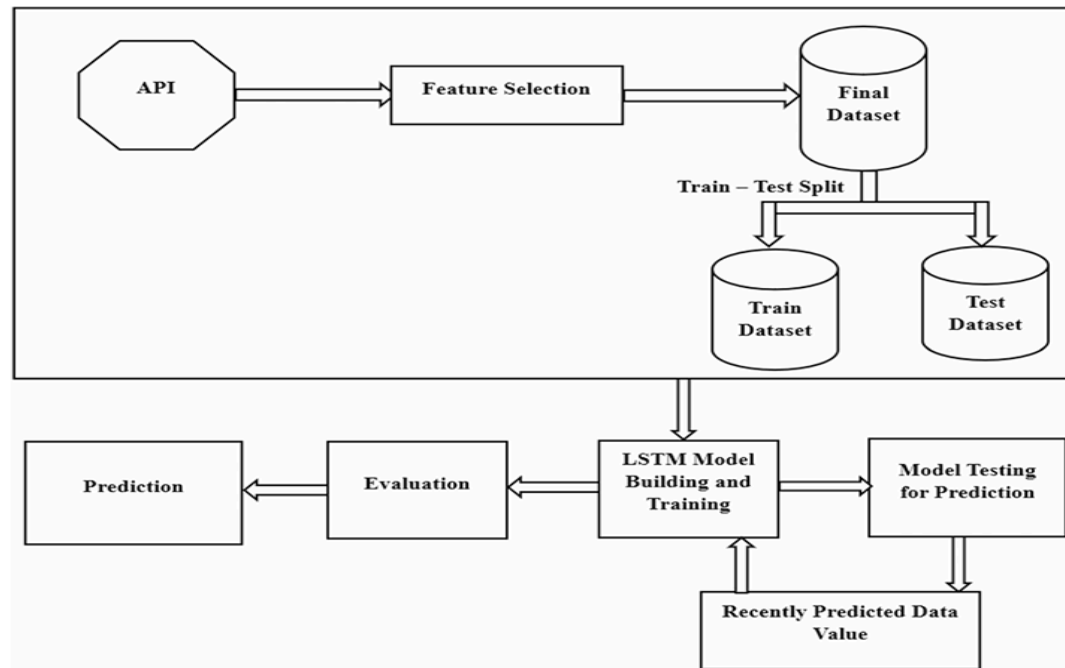 API
Feature Selection
Final
Dataset
Train – Test Split
Train
Dataset
Test
Dataset
Prediction
Evaluation
LSTM Model
Building and
Training
Model Testing
for Prediction
Recently Predicted Data
Value